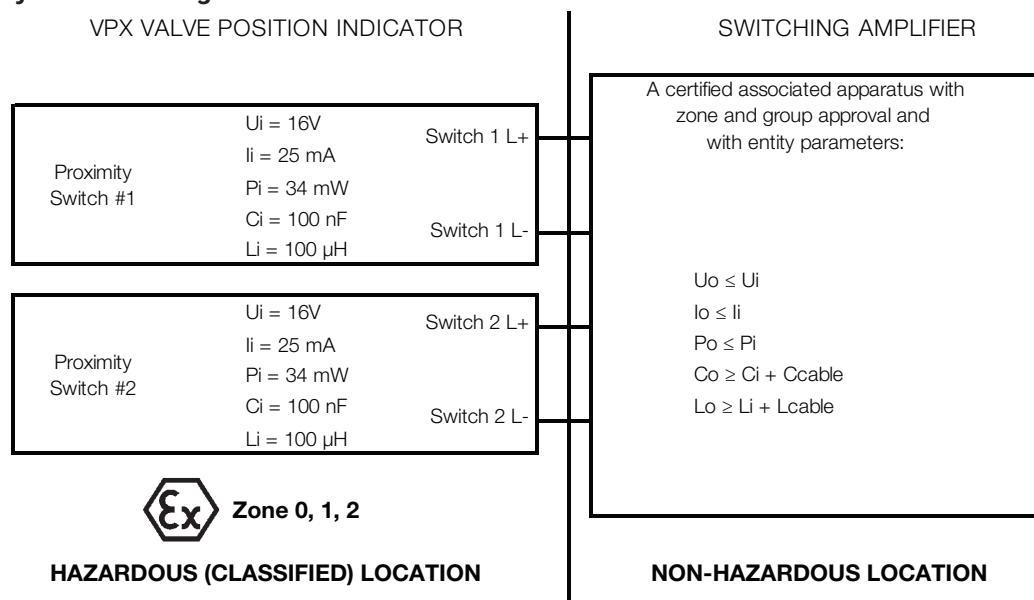 VPX VALVE POSITION INDICATOR
SWITCHING AMPLIFIER
Proximity
Switch #1
Ui = 16V
Ii = 25 mA
Pi = 34 mW
Ci = 100 nF
Li = 100 µH
Switch 1 L+
Switch 1 L-
Proximity
Switch #2
Ui = 16V
Ii = 25 mA
Pi = 34 mW
Ci = 100 nF
Li = 100 µH
Switch 2 L+
Switch 2 L-
A certified associated apparatus with
zone and group approval and
with entity parameters:
Uo ≤ Ui
Io ≤ Ii
Po ≤ Pi
Co ≥ Ci + Ccable
Lo ≥ Li + Lcable
Ex
Zone 0, 1, 2
HAZARDOUS (CLASSIFIED) LOCATION
NON-HAZARDOUS LOCATION